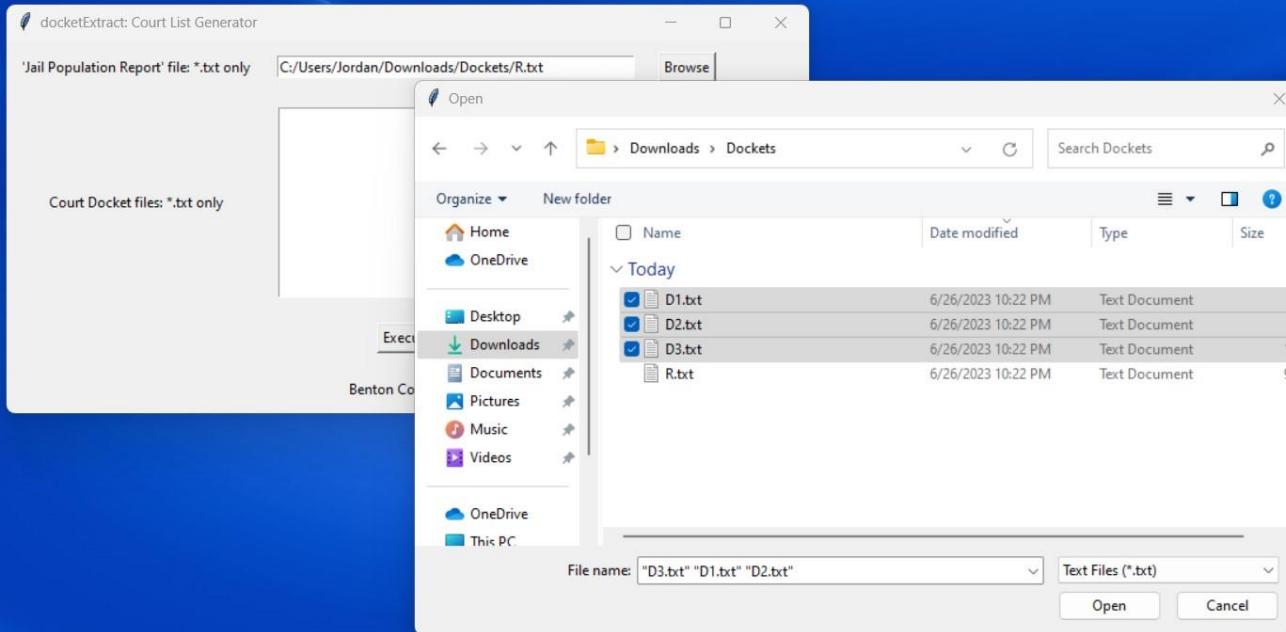 docketExtract: Court List Generator
'Jail Population Report' file: *.txt only C:/Users/Jordan/Downloads/Dockets/R.txt Browse
Court Docket files: *.txt only
Benton Co
Open
Downloads > Dockets Search Dockets
Organize New folder
Home
OneDrive
Desktop
Downloads
Documents
Pictures
Music
Videos
OneDrive
This PC
Name Date modified Type Size
Today
D1.txt 6/26/2023 10:22 PM Text Document
D2.txt 6/26/2023 10:22 PM Text Document
D3.txt 6/26/2023 10:22 PM Text Document
R.txt 6/26/2023 10:22 PM Text Document
File name: "D3.txt" "D1.txt" "D2.txt" Text Files (*.txt)
Open Cancel